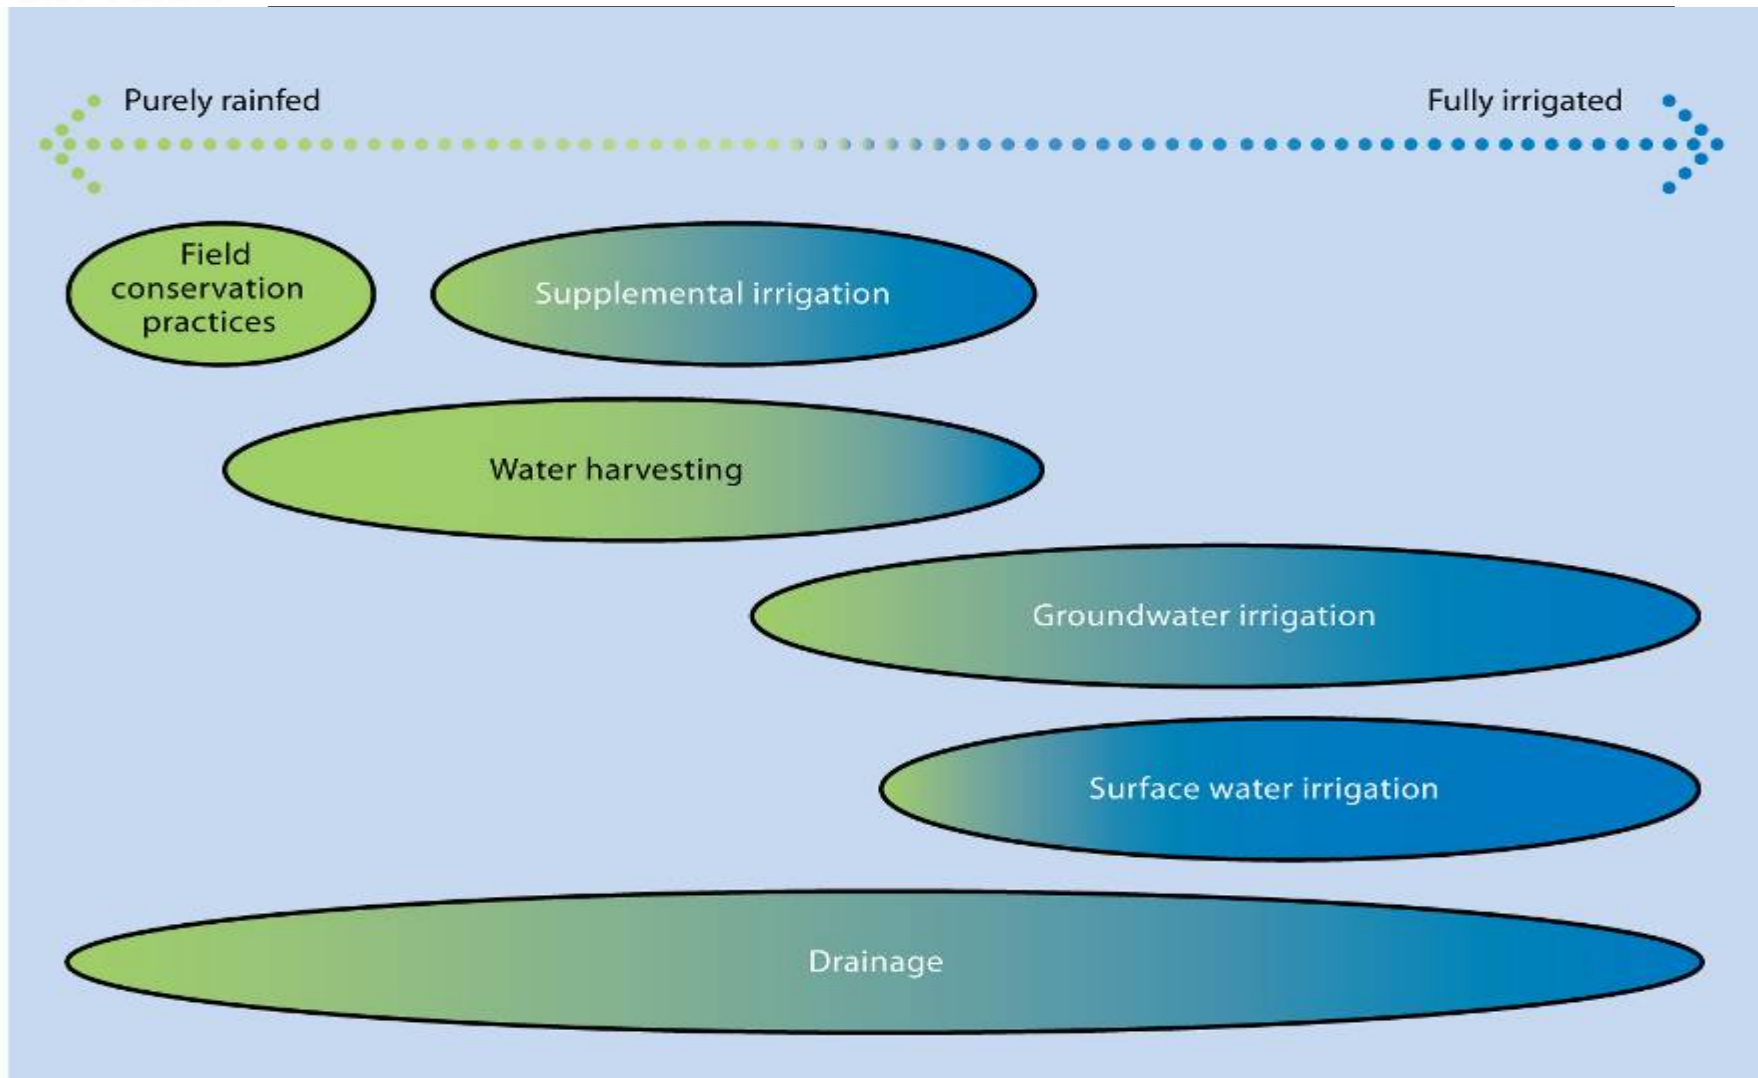 Purely rainfed
Fully irrigated
Field
conservation
practices
Supplemental irrigation
Water harvesting
Groundwater irrigation
Surface water irrigation
Drainage